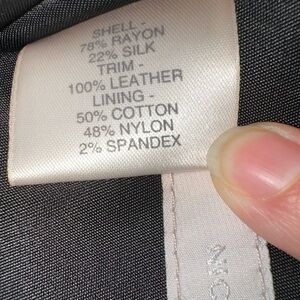 SHELL -
78% RAYON
22% SILK
TRIM -
100% LEATHER
LINING -
50% COTTON
48% NYLON
2% SPANDEX